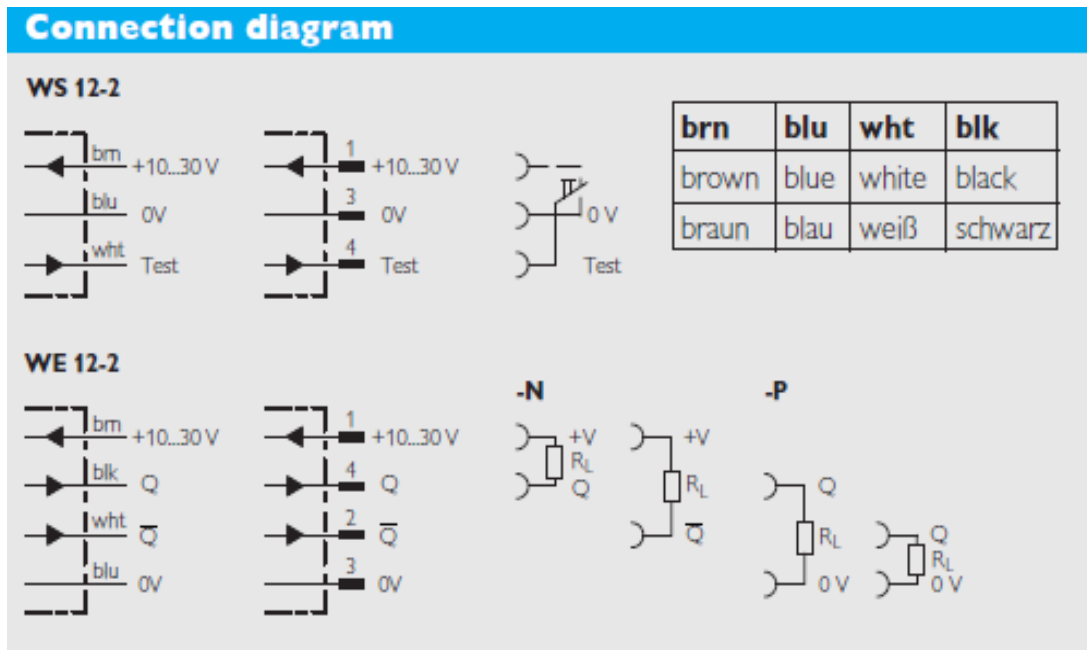 Connection diagram
WS 12-2
brn +10...30 V
blu 0V
wht Test
1 +10...30 V
3 0V
4 Test
0 V
Test
brn blu wht blk
brown blue white black
braun blau weiß schwarz
WE 12-2
brn +10...30 V
blk Q
wht Q̅
blu 0V
1 +10...30 V
4 Q
2 Q̅
3 0V
-N
+V
RL
Q
+V
RL
Q̅
-P
Q
RL
0 V
Q
RL
0 V